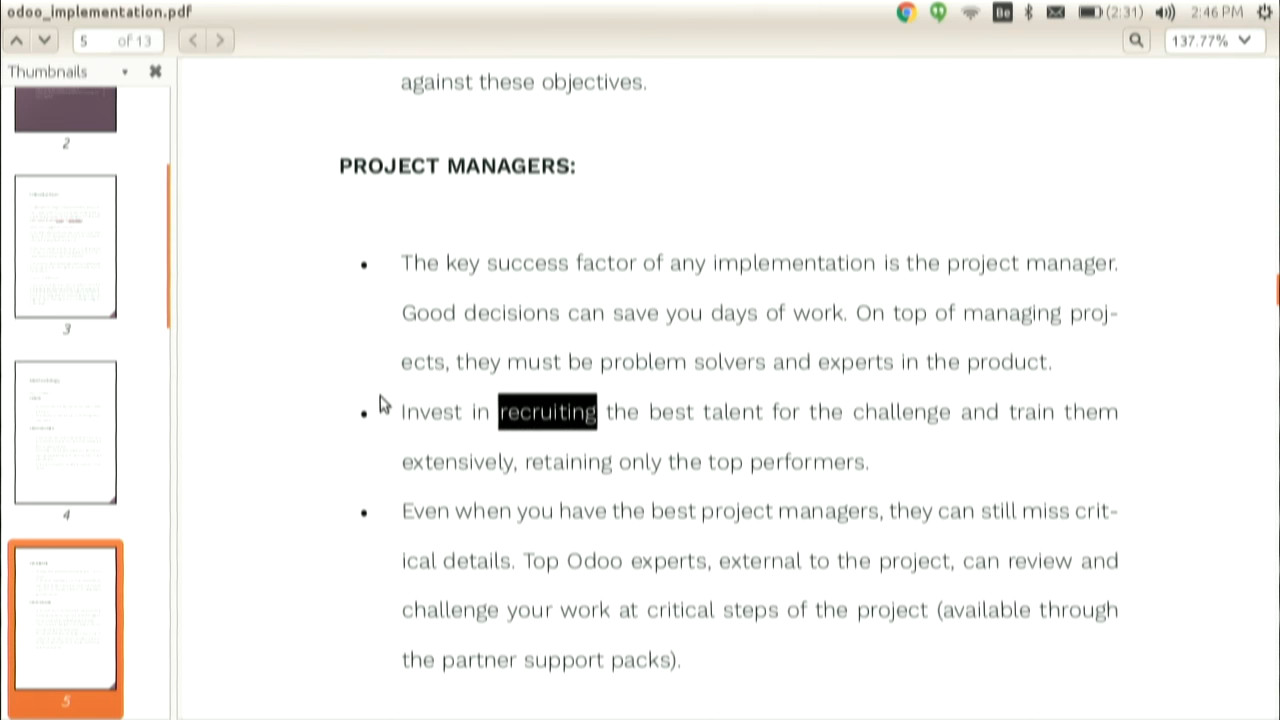 odoo_implementation.pdf
Be
(2:31)
2:46 PM
5 of 13
137.77%
Thumbnails
2
3
4
5
against these objectives.
PROJECT MANAGERS:
• The key success factor of any implementation is the project manager.
Good decisions can save you days of work. On top of managing proj-
ects, they must be problem solvers and experts in the product.
• Invest in recruiting the best talent for the challenge and train them
extensively, retaining only the top performers.
• Even when you have the best project managers, they can still miss crit-
ical details. Top Odoo experts, external to the project, can review and
challenge your work at critical steps of the project (available through
the partner support packs).